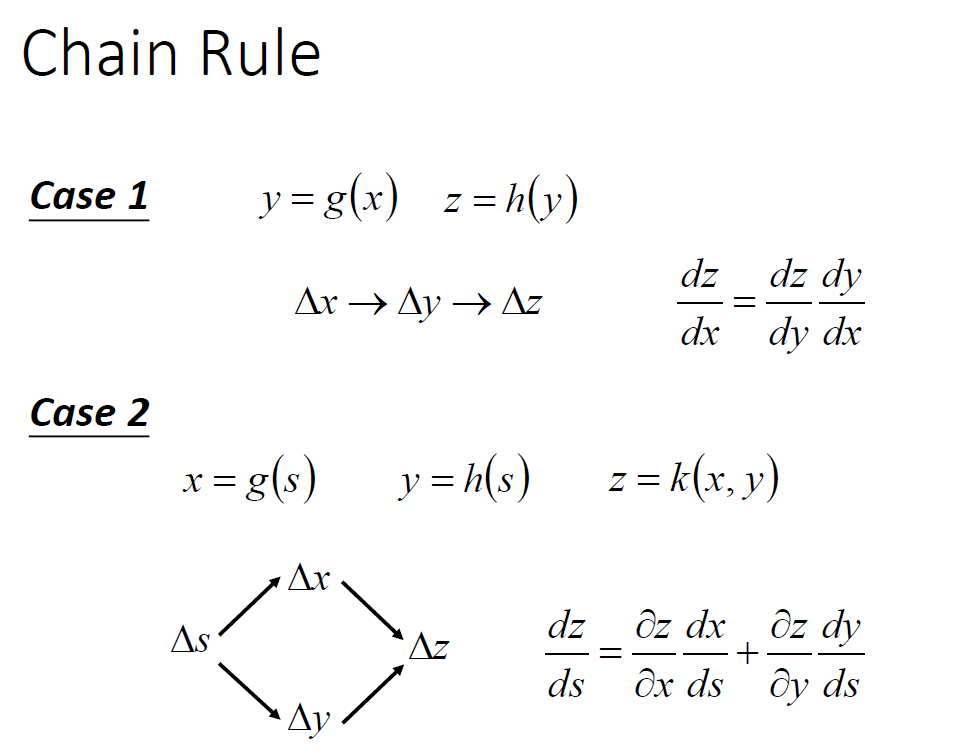 Chain Rule
Case 1 y = g(x) z = h(y)
Δx → Δy → Δz dz/dx = dz/dy dy/dx
Case 2
x = g(s) y = h(s) z = k(x, y)
Δx
Δs Δz dz/ds = ∂z/∂x dx/ds + ∂z/∂y dy/ds
Δy